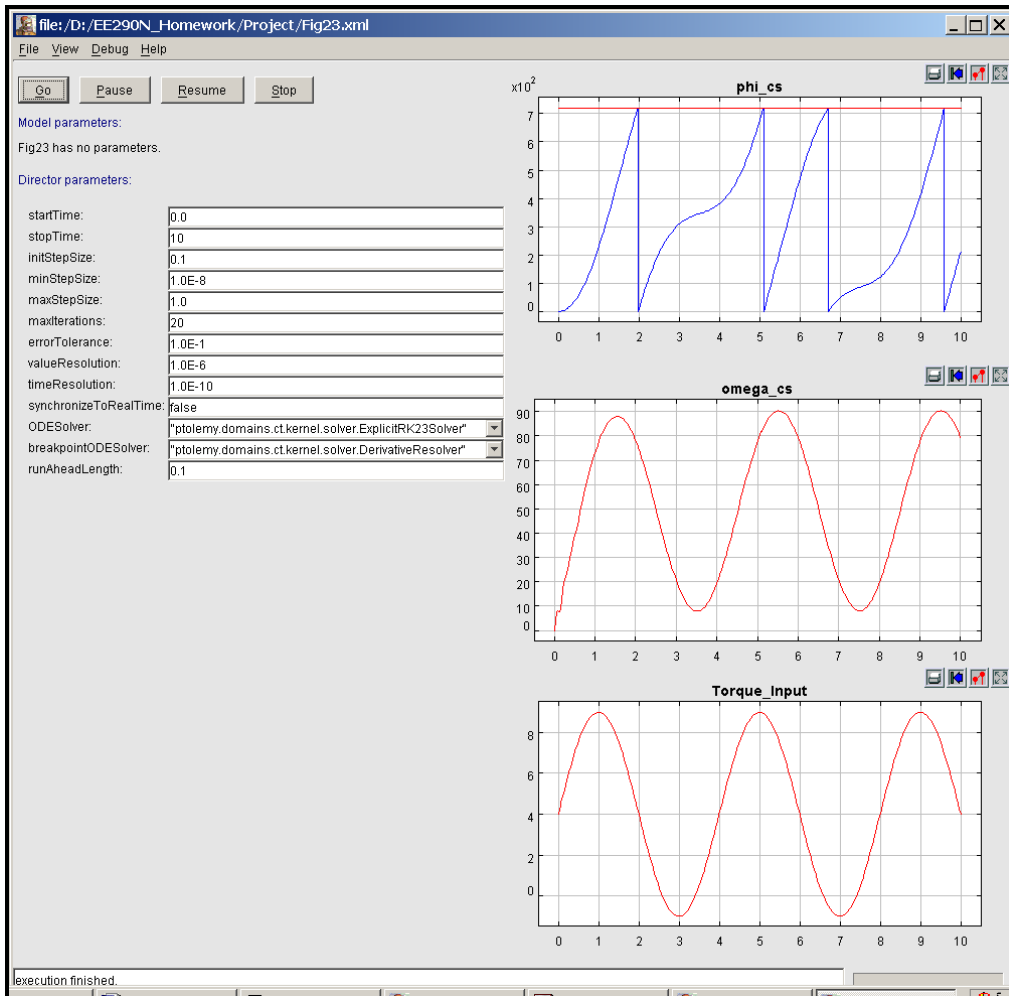 file:/D:/EE290N_Homework/Project/Fig23.xml
File View Debug Help
Go Pause Resume Stop
Model parameters:
Fig23 has no parameters.
Director parameters:
startTime: 0.0
stopTime: 10
initStepSize: 0.1
minStepSize: 1.0E-8
maxStepSize: 1.0
maxIterations: 20
errorTolerance: 1.0E-1
valueResolution: 1.0E-6
timeResolution: 1.0E-10
synchronizeToRealTime: false
ODESolver: "ptolemy.domains.ct.kernel.solver.ExplicitRK23Solver"
breakpointODESolver: "ptolemy.domains.ct.kernel.solver.DerivativeResolver"
runAheadLength: 0.1
x10²
phi_cs
7
6
5
4
3
2
1
0
0 1 2 3 4 5 6 7 8 9 10
omega_cs
90
80
70
60
50
40
30
20
10
0
0 1 2 3 4 5 6 7 8 9 10
Torque_Input
8
6
4
2
0
0 1 2 3 4 5 6 7 8 9 10
execution finished.